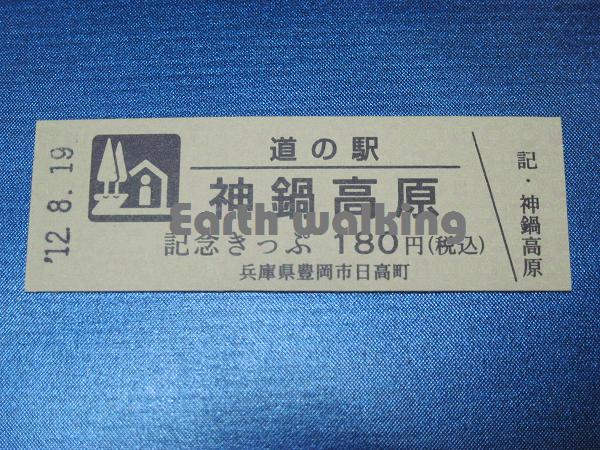 '12.8.19
道の駅
神鍋高原
Earth walking
記念きっぷ 180円(税込)
兵庫県豊岡市日高町
記・神鍋高原